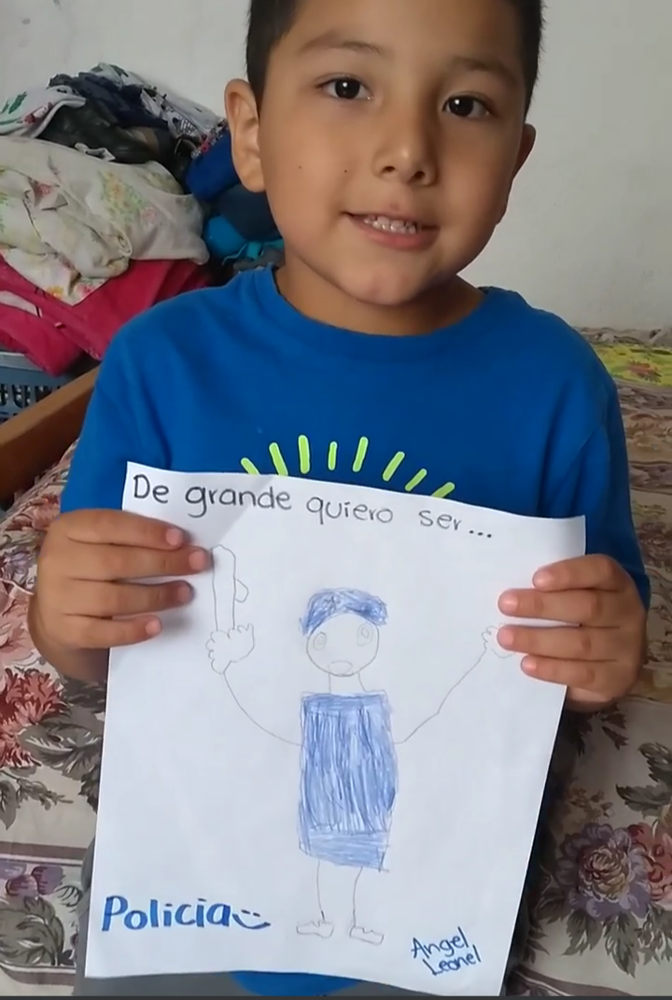 De grande quiero ser...
Policia
Angel
Leonel